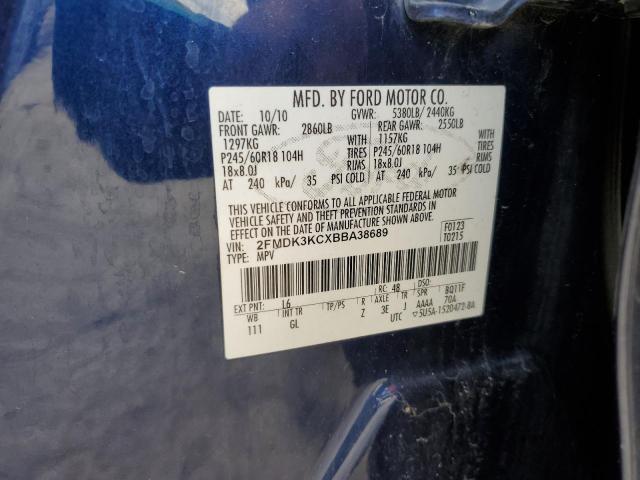 MFD. BY FORD MOTOR CO.
DATE: 10/10 GVWR: 5380LB/ 2440KG
FRONT GAWR: 2860LB REAR GAWR: 2550LB
1297KG WITH 1157KG WITH
P245/60R18 104H TIRES P245/60R18 104H TIRES
18x8.0J RIMS 18x8.0J RIMS
AT 240 kPa/ 35 PSI COLD AT 240 kPa/ 35 PSI COLD
THIS VEHICLE CONFORMS TO ALL APPLICABLE FEDERAL MOTOR
VEHICLE SAFETY AND THEFT PREVENTION STANDARDS IN
EFFECT ON THE DATE OF MANUFACTURE SHOWN ABOVE.
VIN: 2FMDK3KCXBBA38689 F0123
TYPE: MPV T0215
EXT PNT: L6 RC: 48 DSO:
WB INT TR TP/PS R AXLE TR SPR BQ11F
111 GL Z 3E J AAAA 70A
UTC ▽5U5A-1520472-BA